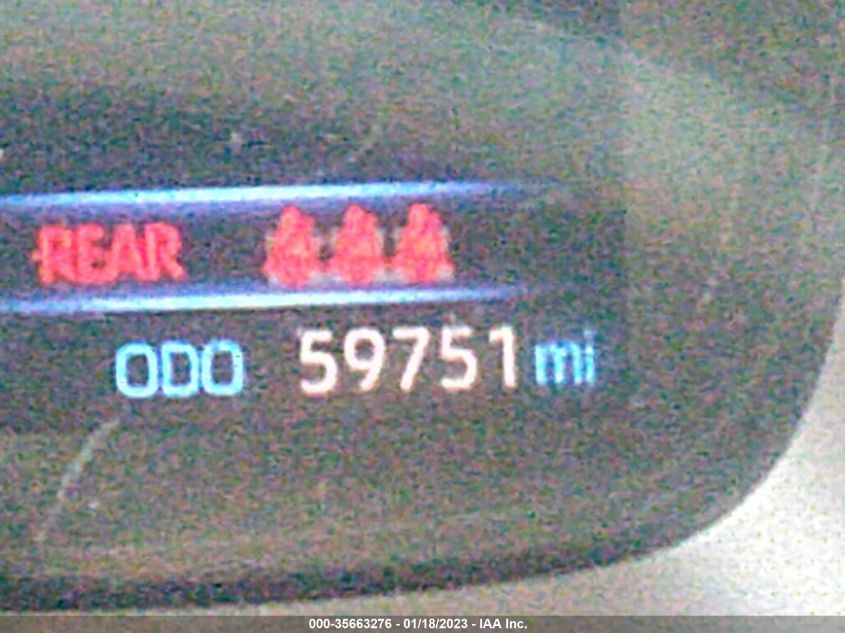 REAR
ODO 59751 mi
000-35663276 - 01/18/2023 - IAA Inc.